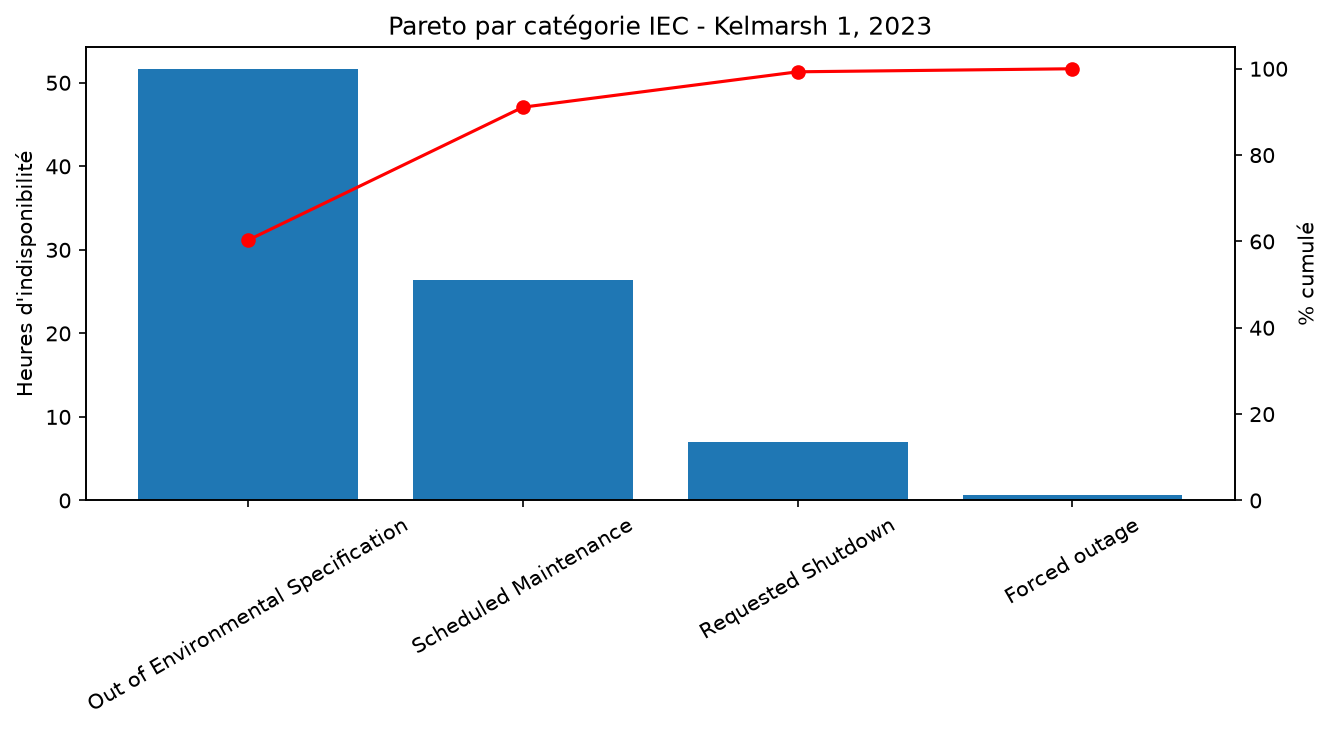 Pareto par catégorie IEC - Kelmarsh 1, 2023
Heures d'indisponibilité
50
40
30
20
10
0
100
80
60
40
20
0
% cumulé
Out of Environmental Specification
Scheduled Maintenance
Requested Shutdown
Forced outage